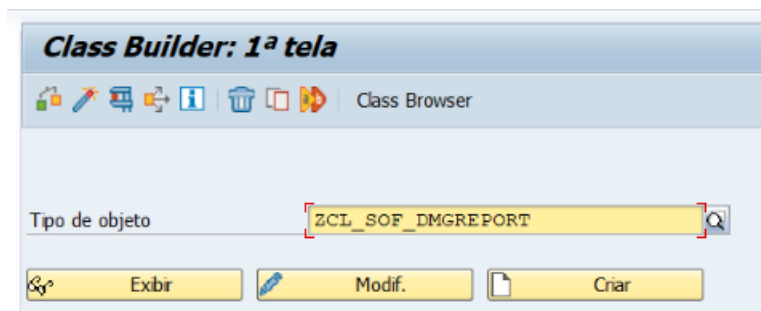 Class Builder: 1ª tela
Class Browser
Tipo de objeto ZCL_SOF_DMGREPORT
Exibir Modif. Criar